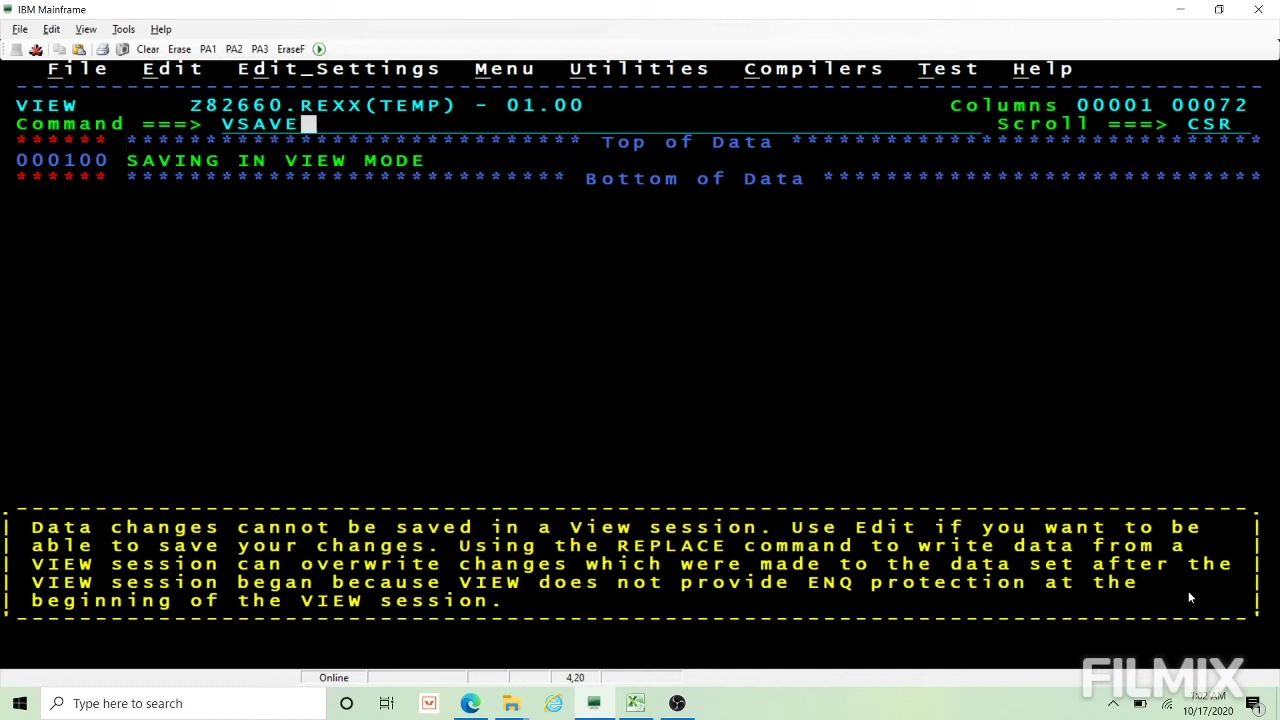 IBM Mainframe
File Edit View Tools Help
Clear Erase PA1 PA2 PA3 EraseF
File Edit Edit_Settings Menu Utilities Compilers Test Help
VIEW Z82660.REXX(TEMP) - 01.00 Columns 00001 00072
Command ===> VSAVE Scroll ===> CSR
****** ***************************** Top of Data ******************************
000100 SAVING IN VIEW MODE
****** **************************** Bottom of Data ****************************
Data changes cannot be saved in a View session. Use Edit if you want to be
able to save your changes. Using the REPLACE command to write data from a
VIEW session can overwrite changes which were made to the data set after the
VIEW session began because VIEW does not provide ENQ protection at the
beginning of the VIEW session.
Online 4,20
FILMIX
Type here to search
1:02 AM
10/17/2020
1